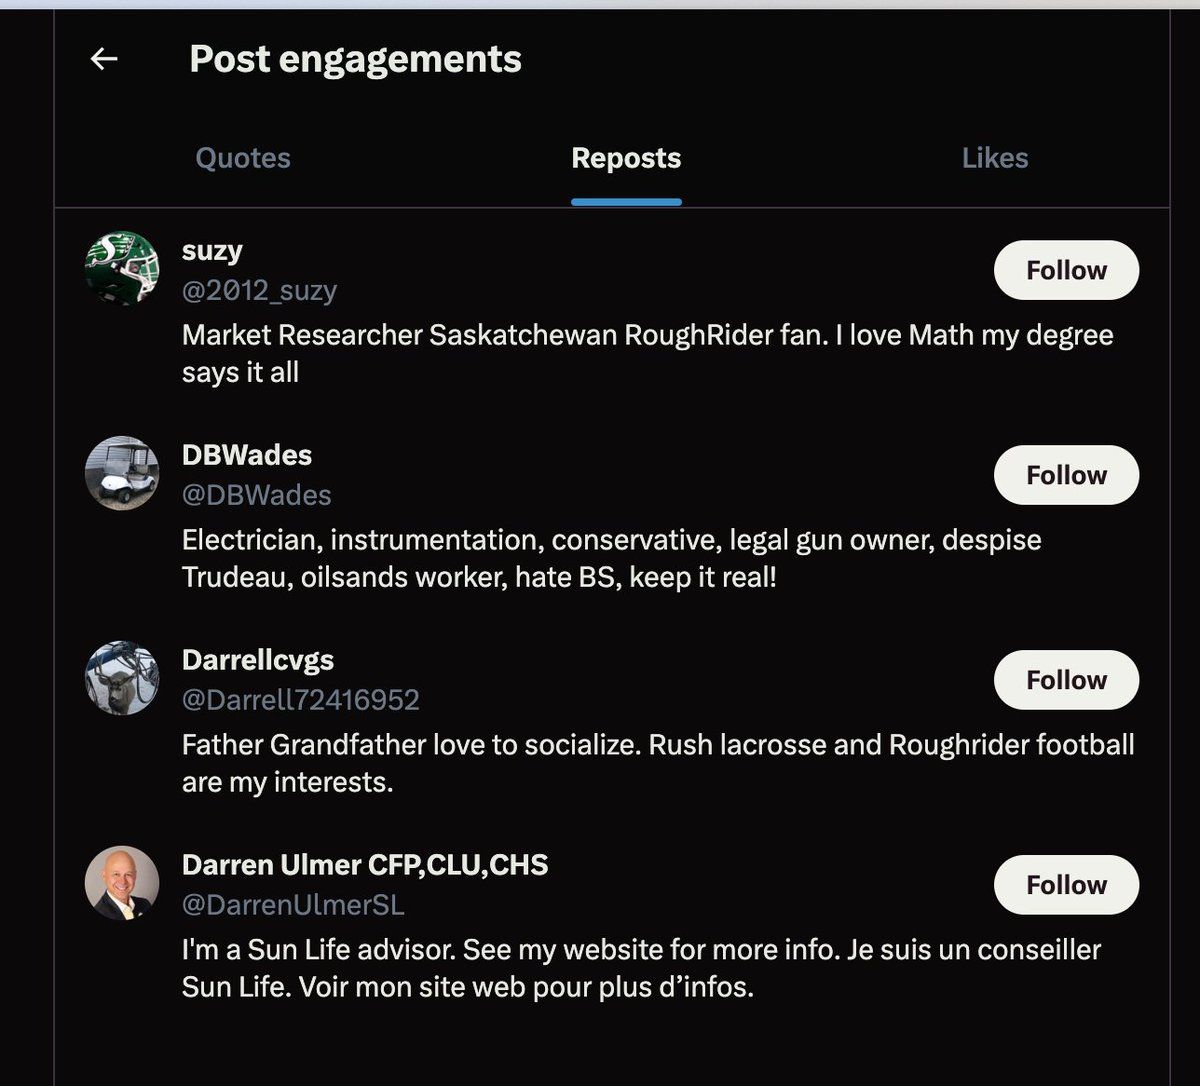 Post engagements
Quotes
Reposts
Likes
suzy
@2012_suzy
Follow
Market Researcher Saskatchewan RoughRider fan. I love Math my degree
says it all
DBWades
@DBWades
Follow
Electrician, instrumentation, conservative, legal gun owner, despise
Trudeau, oilsands worker, hate BS, keep it real!
Darrellcvgs
@Darrell72416952
Follow
Father Grandfather love to socialize. Rush lacrosse and Roughrider football
are my interests.
Darren Ulmer CFP,CLU,CHS
@DarrenUlmerSL
Follow
I'm a Sun Life advisor. See my website for more info. Je suis un conseiller
Sun Life. Voir mon site web pour plus d’infos.